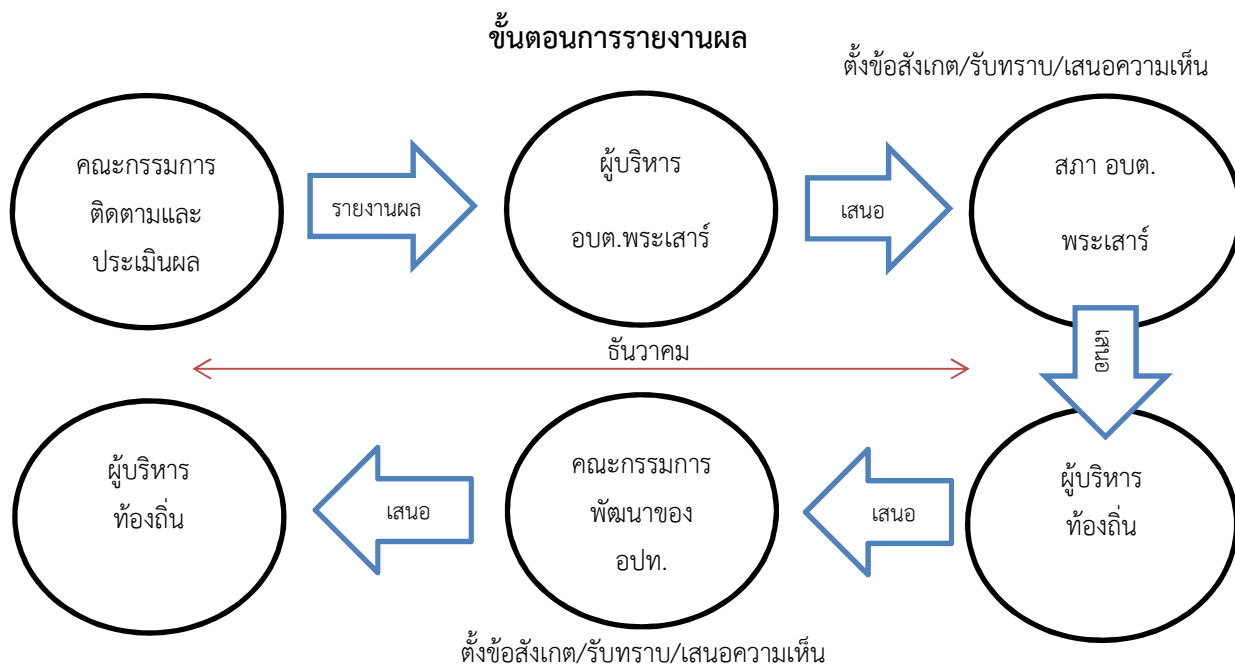 ขั้นตอนการรายงานผล
ตั้งข้อสังเกต/รับทราบ/เสนอความเห็น
คณะกรรมการ
ติดตามและ
ประเมินผล
รายงานผล
ผู้บริหาร
อบต.พระเสาร์
เสนอ
สภา อบต.
พระเสาร์
เสนอ
ธันวาคม
ผู้บริหาร
ท้องถิ่น
เสนอ
คณะกรรมการ
พัฒนาของ
อปท.
เสนอ
ผู้บริหาร
ท้องถิ่น
ตั้งข้อสังเกต/รับทราบ/เสนอความเห็น